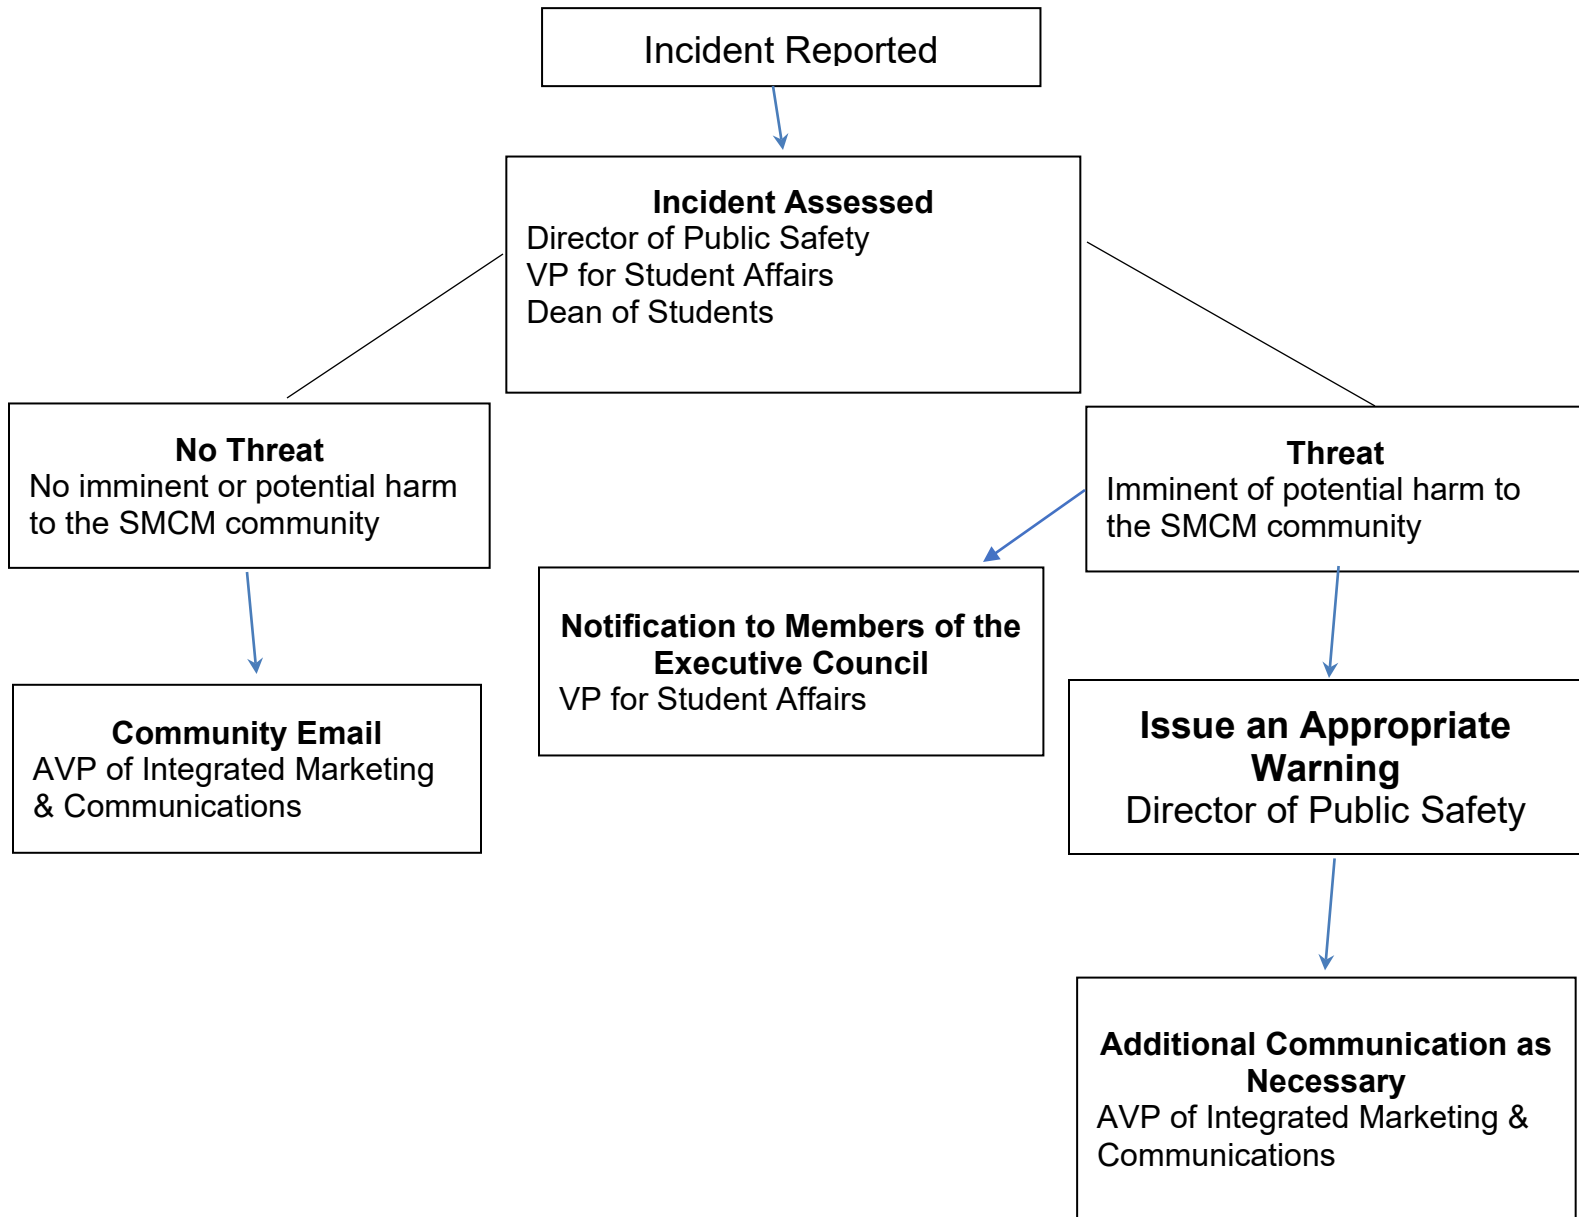 Incident Reported
Incident Assessed
Director of Public Safety
VP for Student Affairs
Dean of Students
No Threat
No imminent or potential harm
to the SMCM community
Threat
Imminent of potential harm to
the SMCM community
Notification to Members of the
Executive Council
VP for Student Affairs
Community Email
AVP of Integrated Marketing
& Communications
Issue an Appropriate
Warning
Director of Public Safety
Additional Communication as
Necessary
AVP of Integrated Marketing &
Communications